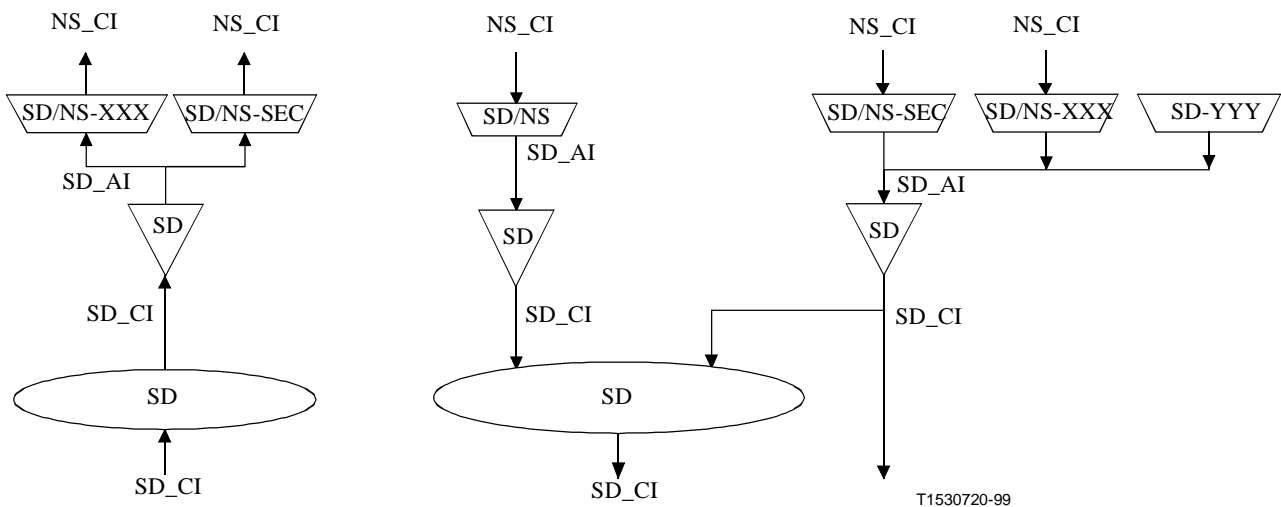 NS_CI NS_CI NS_CI NS_CI NS_CI
SD/NS-XXX SD/NS-SEC SD/NS SD/NS-SEC SD/NS-XXX SD-YYY
SD_AI SD_AI SD_AI
SD SD SD
SD_CI SD_CI SD_CI
SD SD
SD_CI SD_CI
T1530720-99